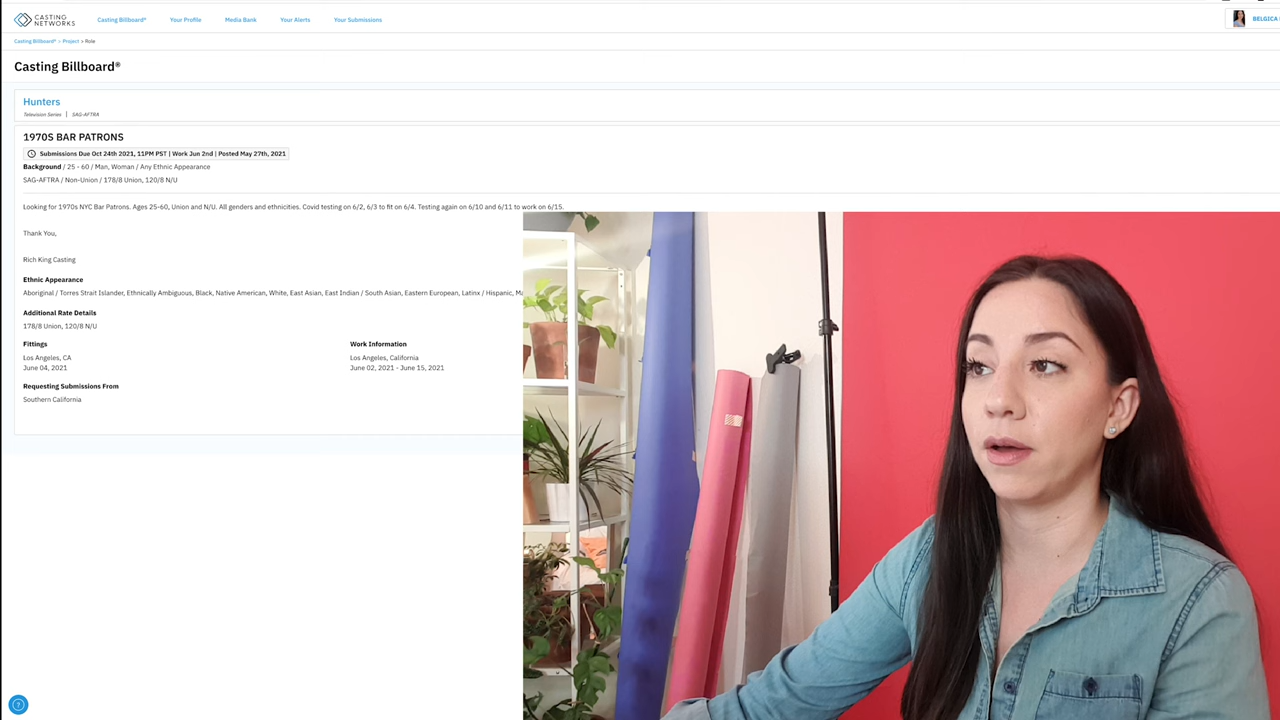 CASTING NETWORKS
Casting Billboard® Your Profile Media Bank Your Alerts Your Submissions BELGICA
Casting Billboard® > Project > Role
Casting Billboard®
Hunters
Television Series | SAG-AFTRA
1970S BAR PATRONS
Submissions Due Oct 24th 2021, 11PM PST | Work Jun 2nd | Posted May 27th, 2021
Background / 25 - 60 / Man, Woman / Any Ethnic Appearance
SAG-AFTRA / Non-Union / 178/8 Union, 120/8 N/U
Looking for 1970s NYC Bar Patrons. Ages 25-60, Union and N/U. All genders and ethnicities. Covid testing on 6/2, 6/3 to fit on 6/4. Testing again on 6/10 and 6/11 to work on 6/15.
Thank You,
Rich King Casting
Ethnic Appearance
Aboriginal / Torres Strait Islander, Ethnically Ambiguous, Black, Native American, White, East Asian, East Indian / South Asian, Eastern European, Latinx / Hispanic,
Additional Rate Details
178/8 Union, 120/8 N/U
Fittings Work Information
Los Angeles, CA Los Angeles, California
June 04, 2021 June 02, 2021 - June 15, 2021
Requesting Submissions From
Southern California